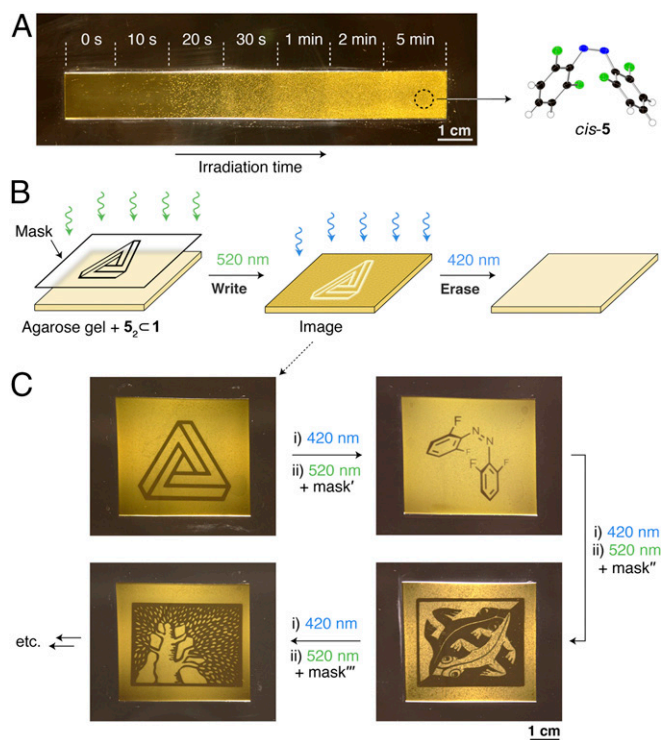 A
0 s 10 s 20 s 30 s 1 min 2 min 5 min
1 cm
Irradiation time
cis-5
B
Mask
520 nm
Write
420 nm
Erase
Agarose gel + 5₂⊂1
Image
C
i) 420 nm
ii) 520 nm
+ mask′
F
F
N
N
F
F
i) 420 nm
ii) 520 nm
+ mask″
etc.
i) 420 nm
ii) 520 nm
+ mask‴
1 cm